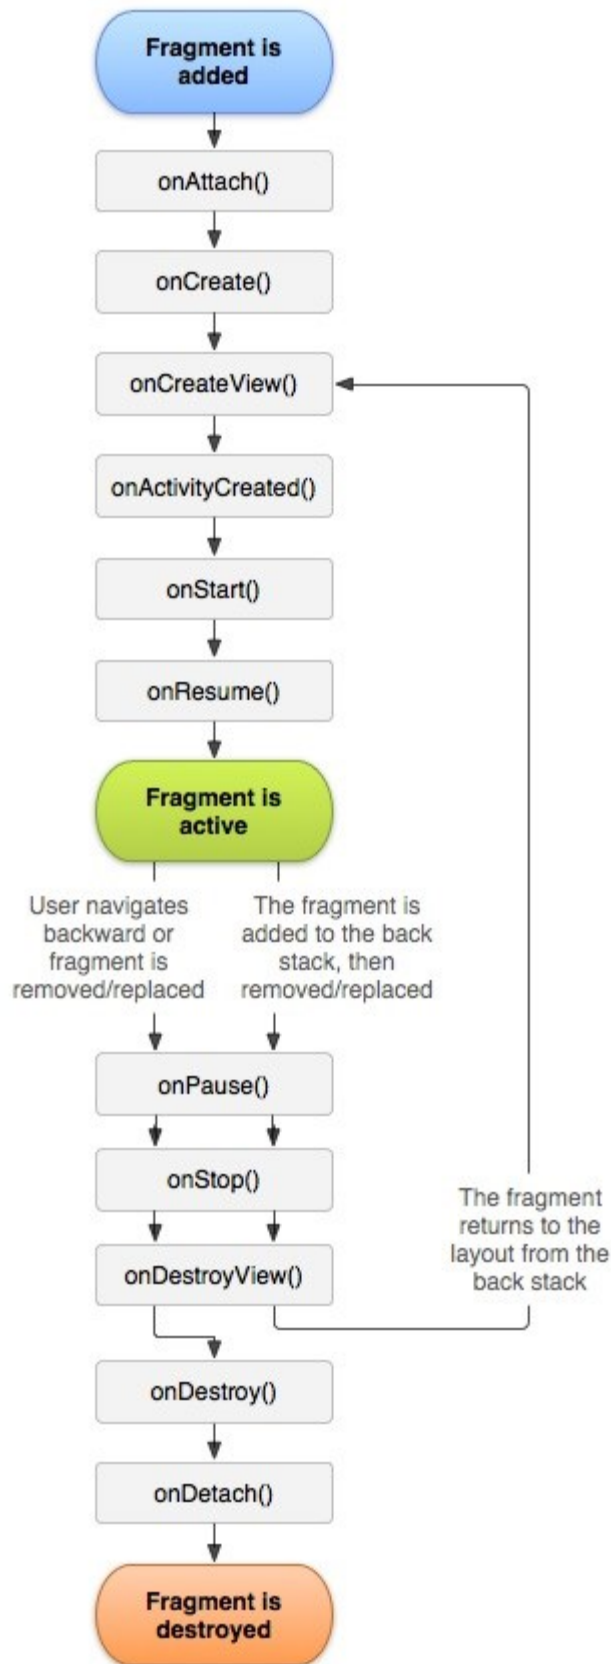 Fragment is
added
onAttach()
onCreate()
onCreateView()
onActivityCreated()
onStart()
onResume()
Fragment is
active
User navigates
backward or
fragment is
removed/replaced
The fragment is
added to the back
stack, then
removed/replaced
onPause()
onStop()
onDestroyView()
The fragment
returns to the
layout from the
back stack
onDestroy()
onDetach()
Fragment is
destroyed